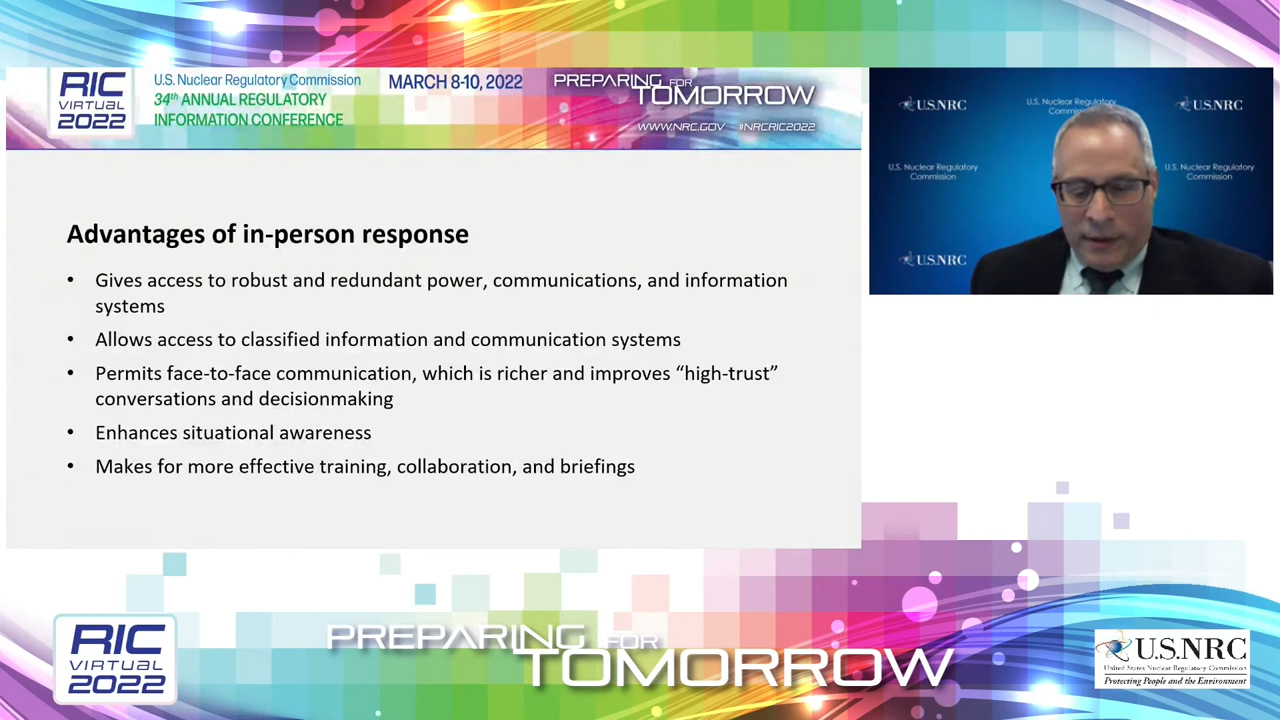 RIC
VIRTUAL
2022
U.S. Nuclear Regulatory Commission
34th ANNUAL REGULATORY
INFORMATION CONFERENCE
MARCH 8-10, 2022
PREPARING FOR
TOMORROW
WWW.NRC.GOV #NRCRIC2022
Advantages of in-person response
• Gives access to robust and redundant power, communications, and information
systems
• Allows access to classified information and communication systems
• Permits face-to-face communication, which is richer and improves “high-trust”
conversations and decisionmaking
• Enhances situational awareness
• Makes for more effective training, collaboration, and briefings
U.S.NRC
U.S. Nuclear Regulatory
Commission
U.S.NRC
U.S. Nuclear Regulatory
Commission
U.S. Nuclear Regulatory
Commission
U.S.NRC
RIC
VIRTUAL
2022
PREPARING FOR
TOMORROW
U.S.NRC
United States Nuclear Regulatory Commission
Protecting People and the Environment